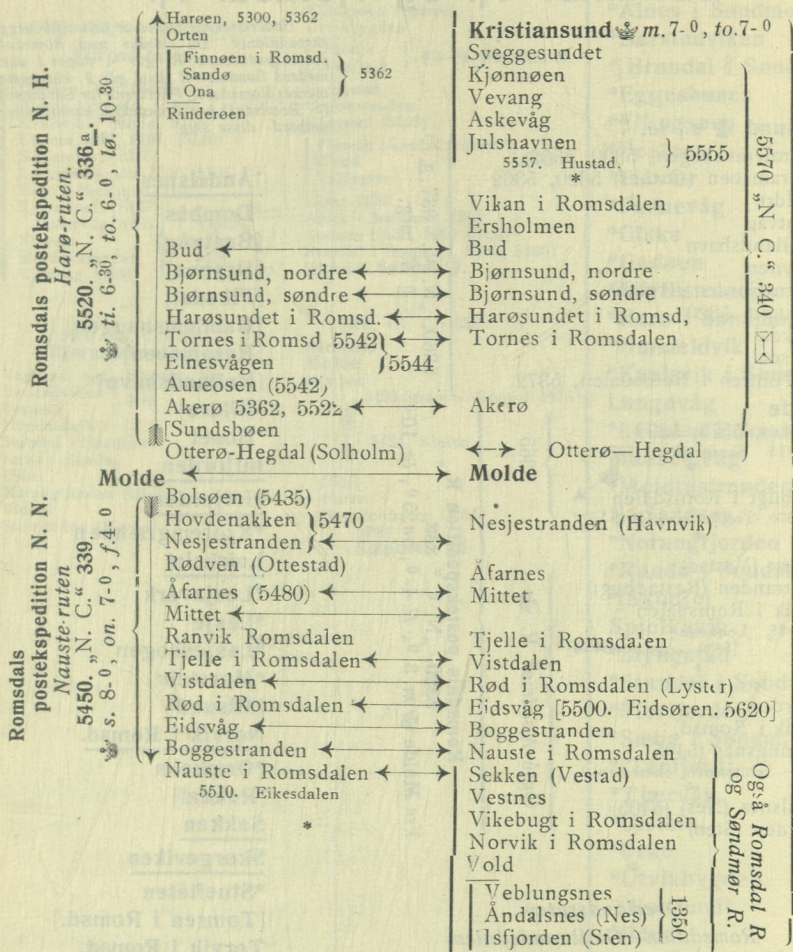 Romsdals postekspedition N. H.
Harø-ruten.
5520. „N. C.“ 336a.
ti. 6-30, to. 6-0, lø. 10-30
Harøen, 5300, 5362
Orten
Finnøen i Romsd.
Sandø
Ona
5362
Rinderøen
Bud
Bjørnsund, nordre
Bjørnsund, søndre
Harøsundet i Romsd.
Tornes i Romsd 5542)
Elnesvågen
5544
Aureosen (5542)
Akerø 5362, 5522
[Sundsbøen
Otterø-Hegdal (Solholm)
Molde
Romsdals
postekspedition N. N.
Nauste-ruten
5450. „N. C.“ 339.
s. 8-0, on. 7-0, f.4-0
Bolsøen (5435)
Hovdenakken
5470
Nesjestranden
Rødven (Ottestad)
Åfarnes (5480)
Mittet
Ranvik Romsdalen
Tjelle i Romsdalen
Vistdalen
Rød i Romsdalen
Eidsvåg
Boggestranden
Nauste i Romsdalen
5510. Eikesdalen
*
Kristiansund m. 7-0, to. 7-0
Sveggesundet
Kjønnøen
Vevang
Askevåg
Julshavnen
5555
5557. Hustad.
*
Vikan i Romsdalen
Ersholmen
Bud
Bjørnsund, nordre
Bjørnsund, søndre
Harøsundet i Romsd,
Tornes i Romsdalen
Akerø
Otterø—Hegdal
5570 „N. C.“ 340
Molde
Nesjestranden (Havnvik)
Åfarnes
Mittet
Tjelle i Romsdalen
Vistdalen
Rød i Romsdalen (Lyster)
Eidsvåg [5500. Eidsøren. 5620]
Boggestranden
Nauste i Romsdalen
Sekken (Vestad)
Vestnes
Vikebugt i Romsdalen
Norvik i Romsdalen
Vold
Veblungsnes
Åndalsnes (Nes)
Isfjorden (Sten)
1350
Også Romsdal R
og Søndmør R.